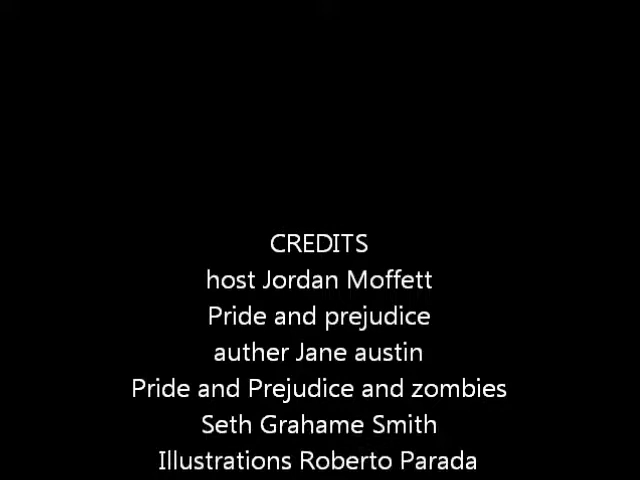 CREDITS
host Jordan Moffett
Pride and prejudice
auther Jane austin
Pride and Prejudice and zombies
Seth Grahame Smith
Illustrations Roberto Parada